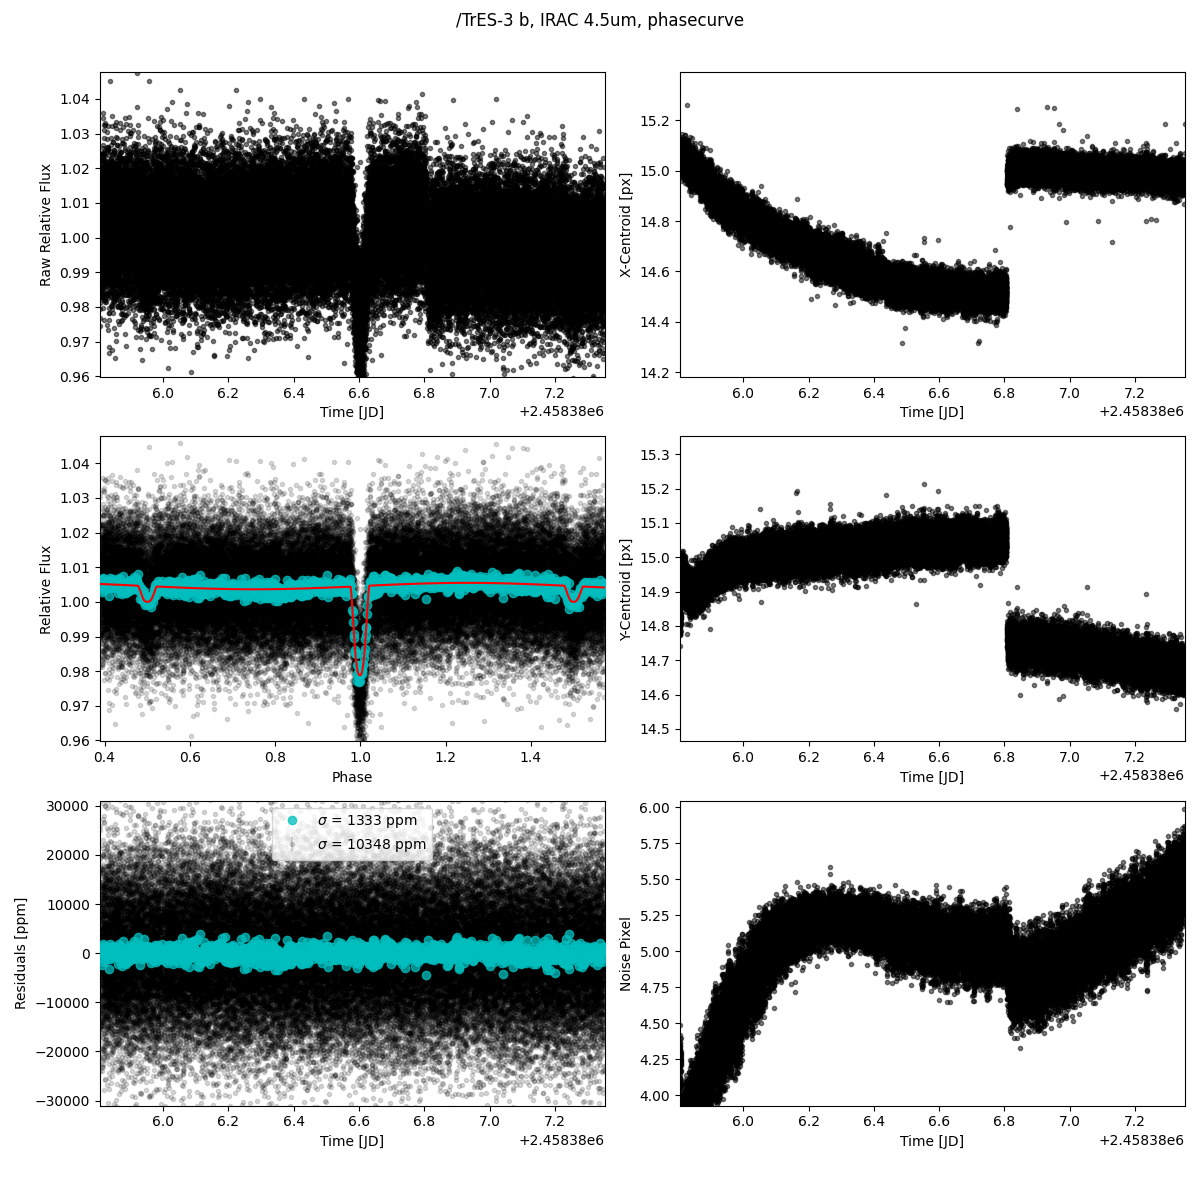 /TrES-3 b, IRAC 4.5um, phasecurve
1.04
1.03
1.02
1.01
1.00
0.99
0.98
0.97
0.96
Raw Relative Flux
6.0 6.2 6.4 6.6 6.8 7.0 7.2
Time [JD]
+2.45838e6
15.2
15.0
14.8
14.6
14.4
14.2
X-Centroid [px]
6.0 6.2 6.4 6.6 6.8 7.0 7.2
Time [JD]
+2.45838e6
1.04
1.03
1.02
1.01
1.00
0.99
0.98
0.97
0.96
Relative Flux
0.4 0.6 0.8 1.0 1.2 1.4
Phase
15.3
15.2
15.1
15.0
14.9
14.8
14.7
14.6
14.5
Y-Centroid [px]
6.0 6.2 6.4 6.6 6.8 7.0 7.2
Time [JD]
+2.45838e6
30000
20000
10000
0
−10000
−20000
−30000
Residuals [ppm]
σ = 1333 ppm
σ = 10348 ppm
6.0 6.2 6.4 6.6 6.8 7.0 7.2
Time [JD]
+2.45838e6
6.00
5.75
5.50
5.25
5.00
4.75
4.50
4.25
4.00
Noise Pixel
6.0 6.2 6.4 6.6 6.8 7.0 7.2
Time [JD]
+2.45838e6